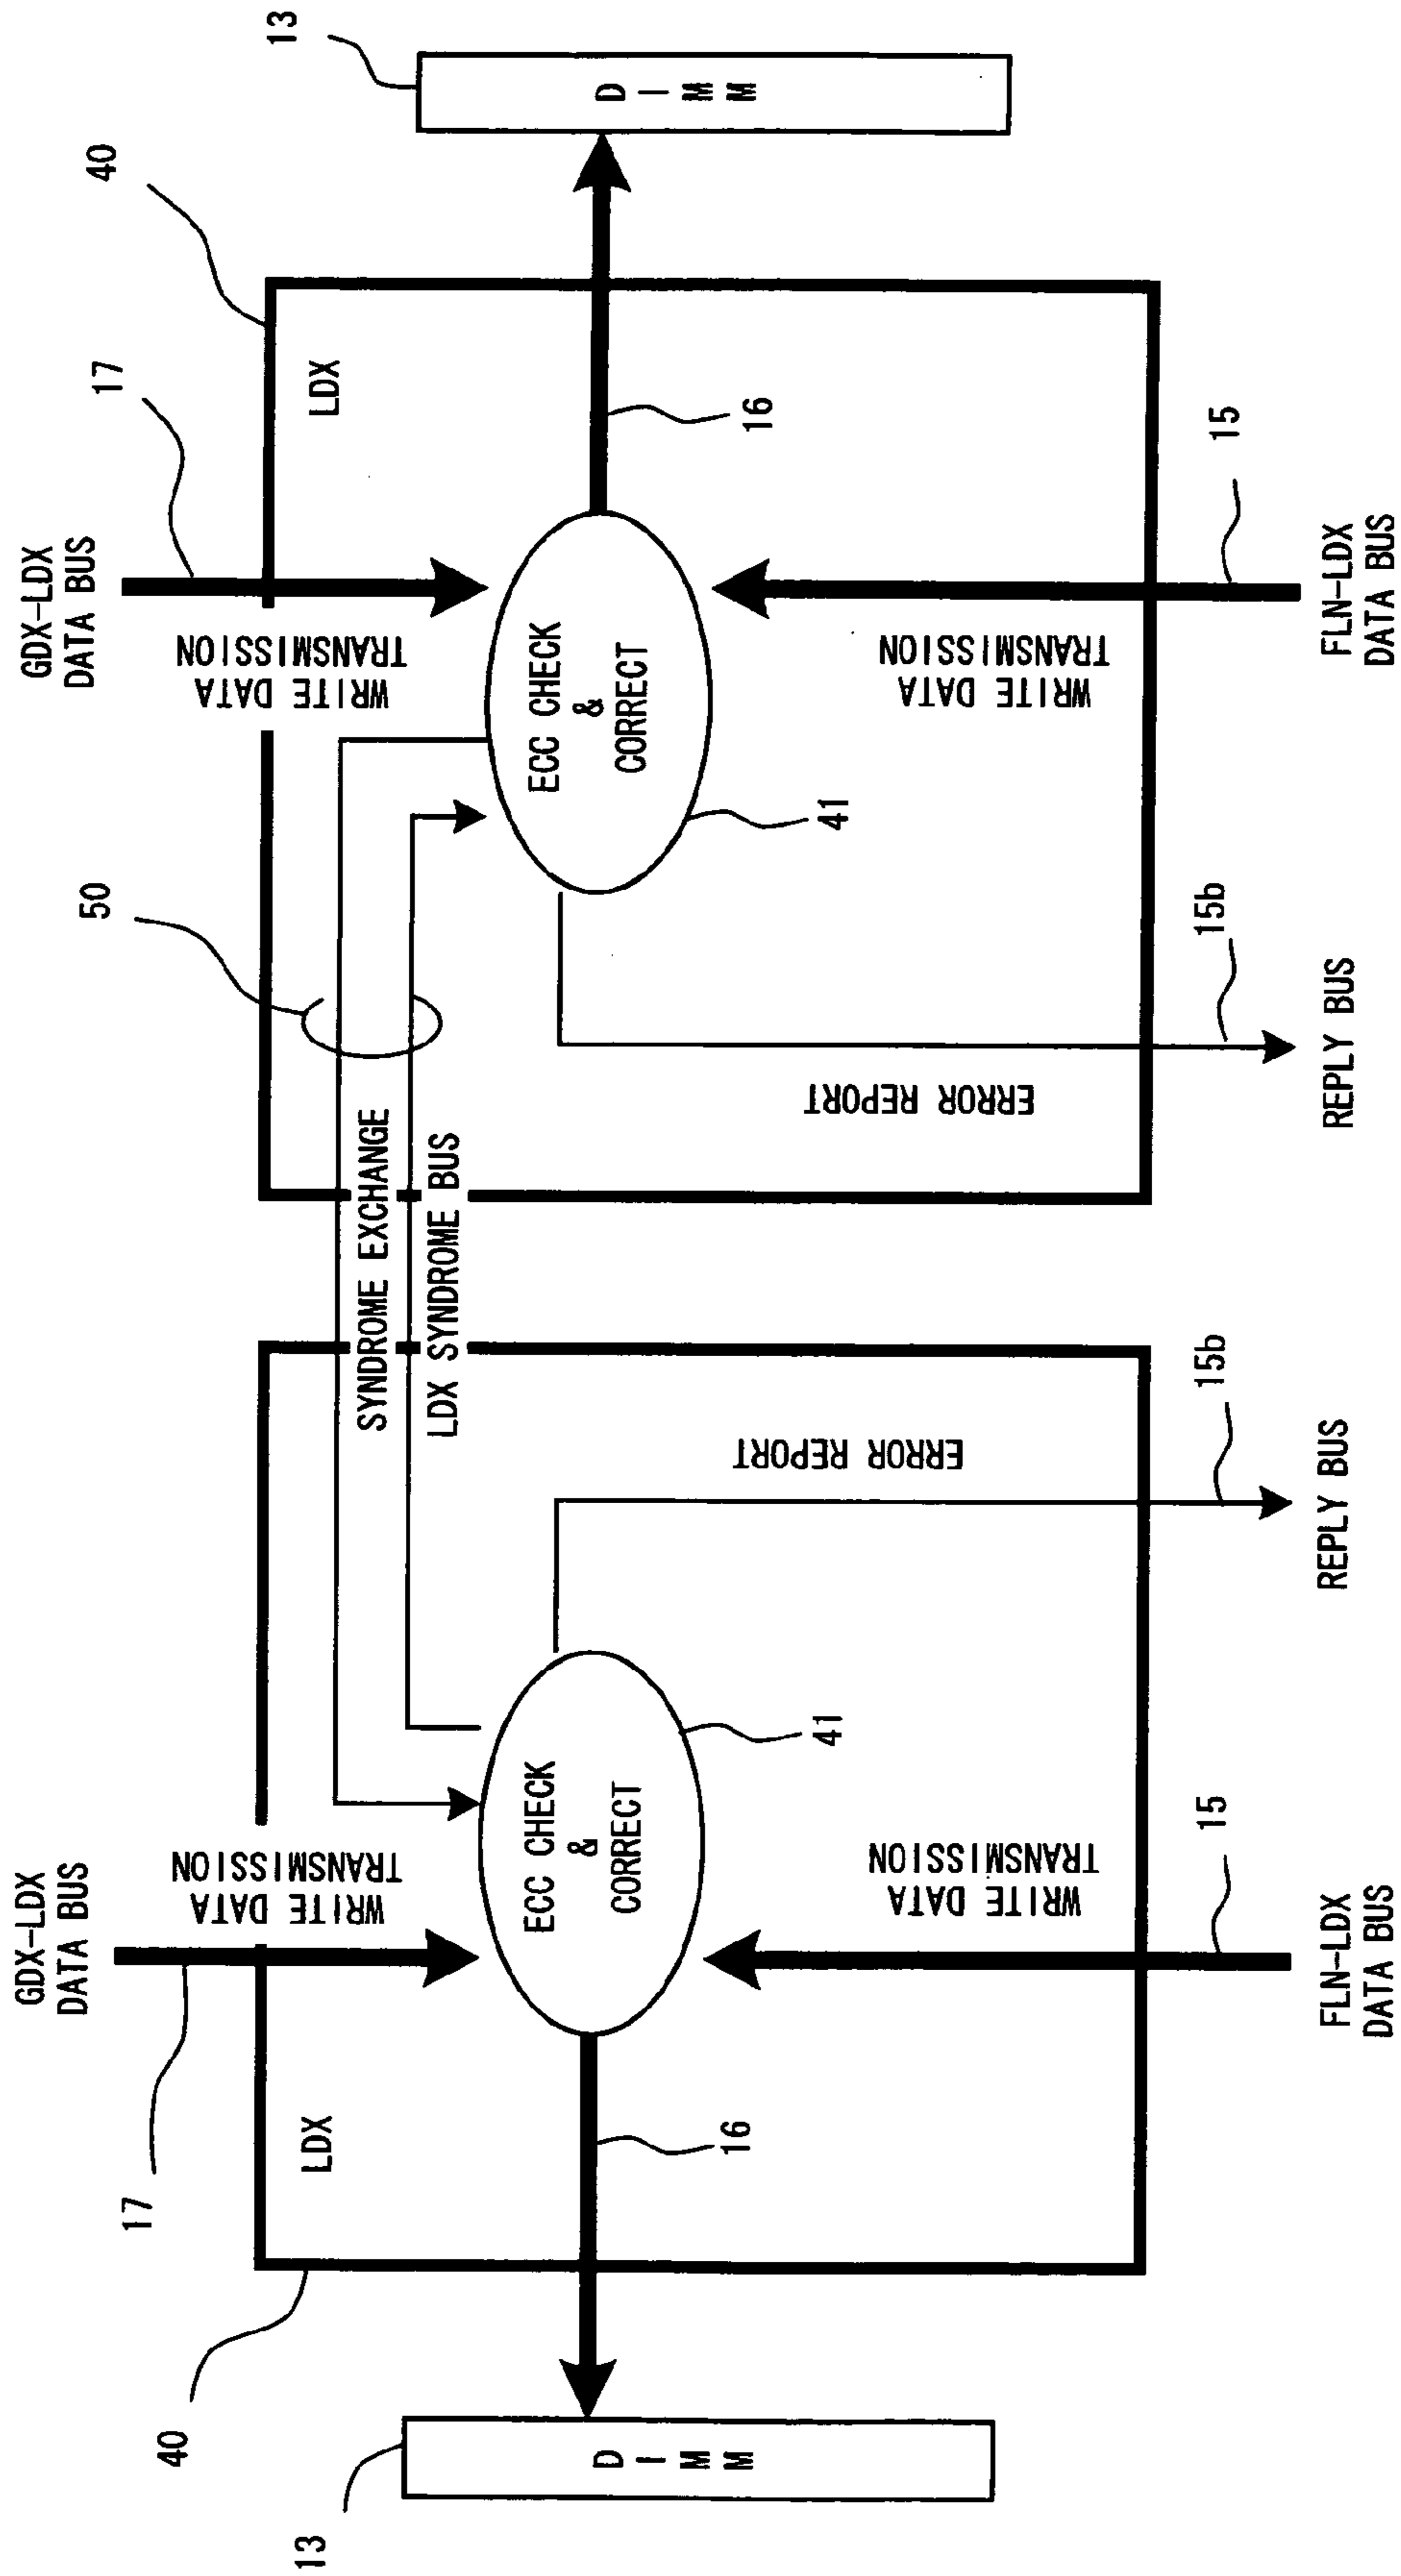 GDX-LDX
DATA BUS
17
40
LDX
WRITE DATA
TRANSMISSION
13
DIMM
16
ECC CHECK
&
CORRECT
41
WRITE DATA
TRANSMISSION
15
FLN-LDX
DATA BUS
ERROR REPORT
15b
REPLY BUS
SYNDROME EXCHANGE
LDX SYNDROME BUS
50
GDX-LDX
DATA BUS
17
40
LDX
WRITE DATA
TRANSMISSION
13
DIMM
16
ECC CHECK
&
CORRECT
41
WRITE DATA
TRANSMISSION
15
FLN-LDX
DATA BUS
ERROR REPORT
15b
REPLY BUS